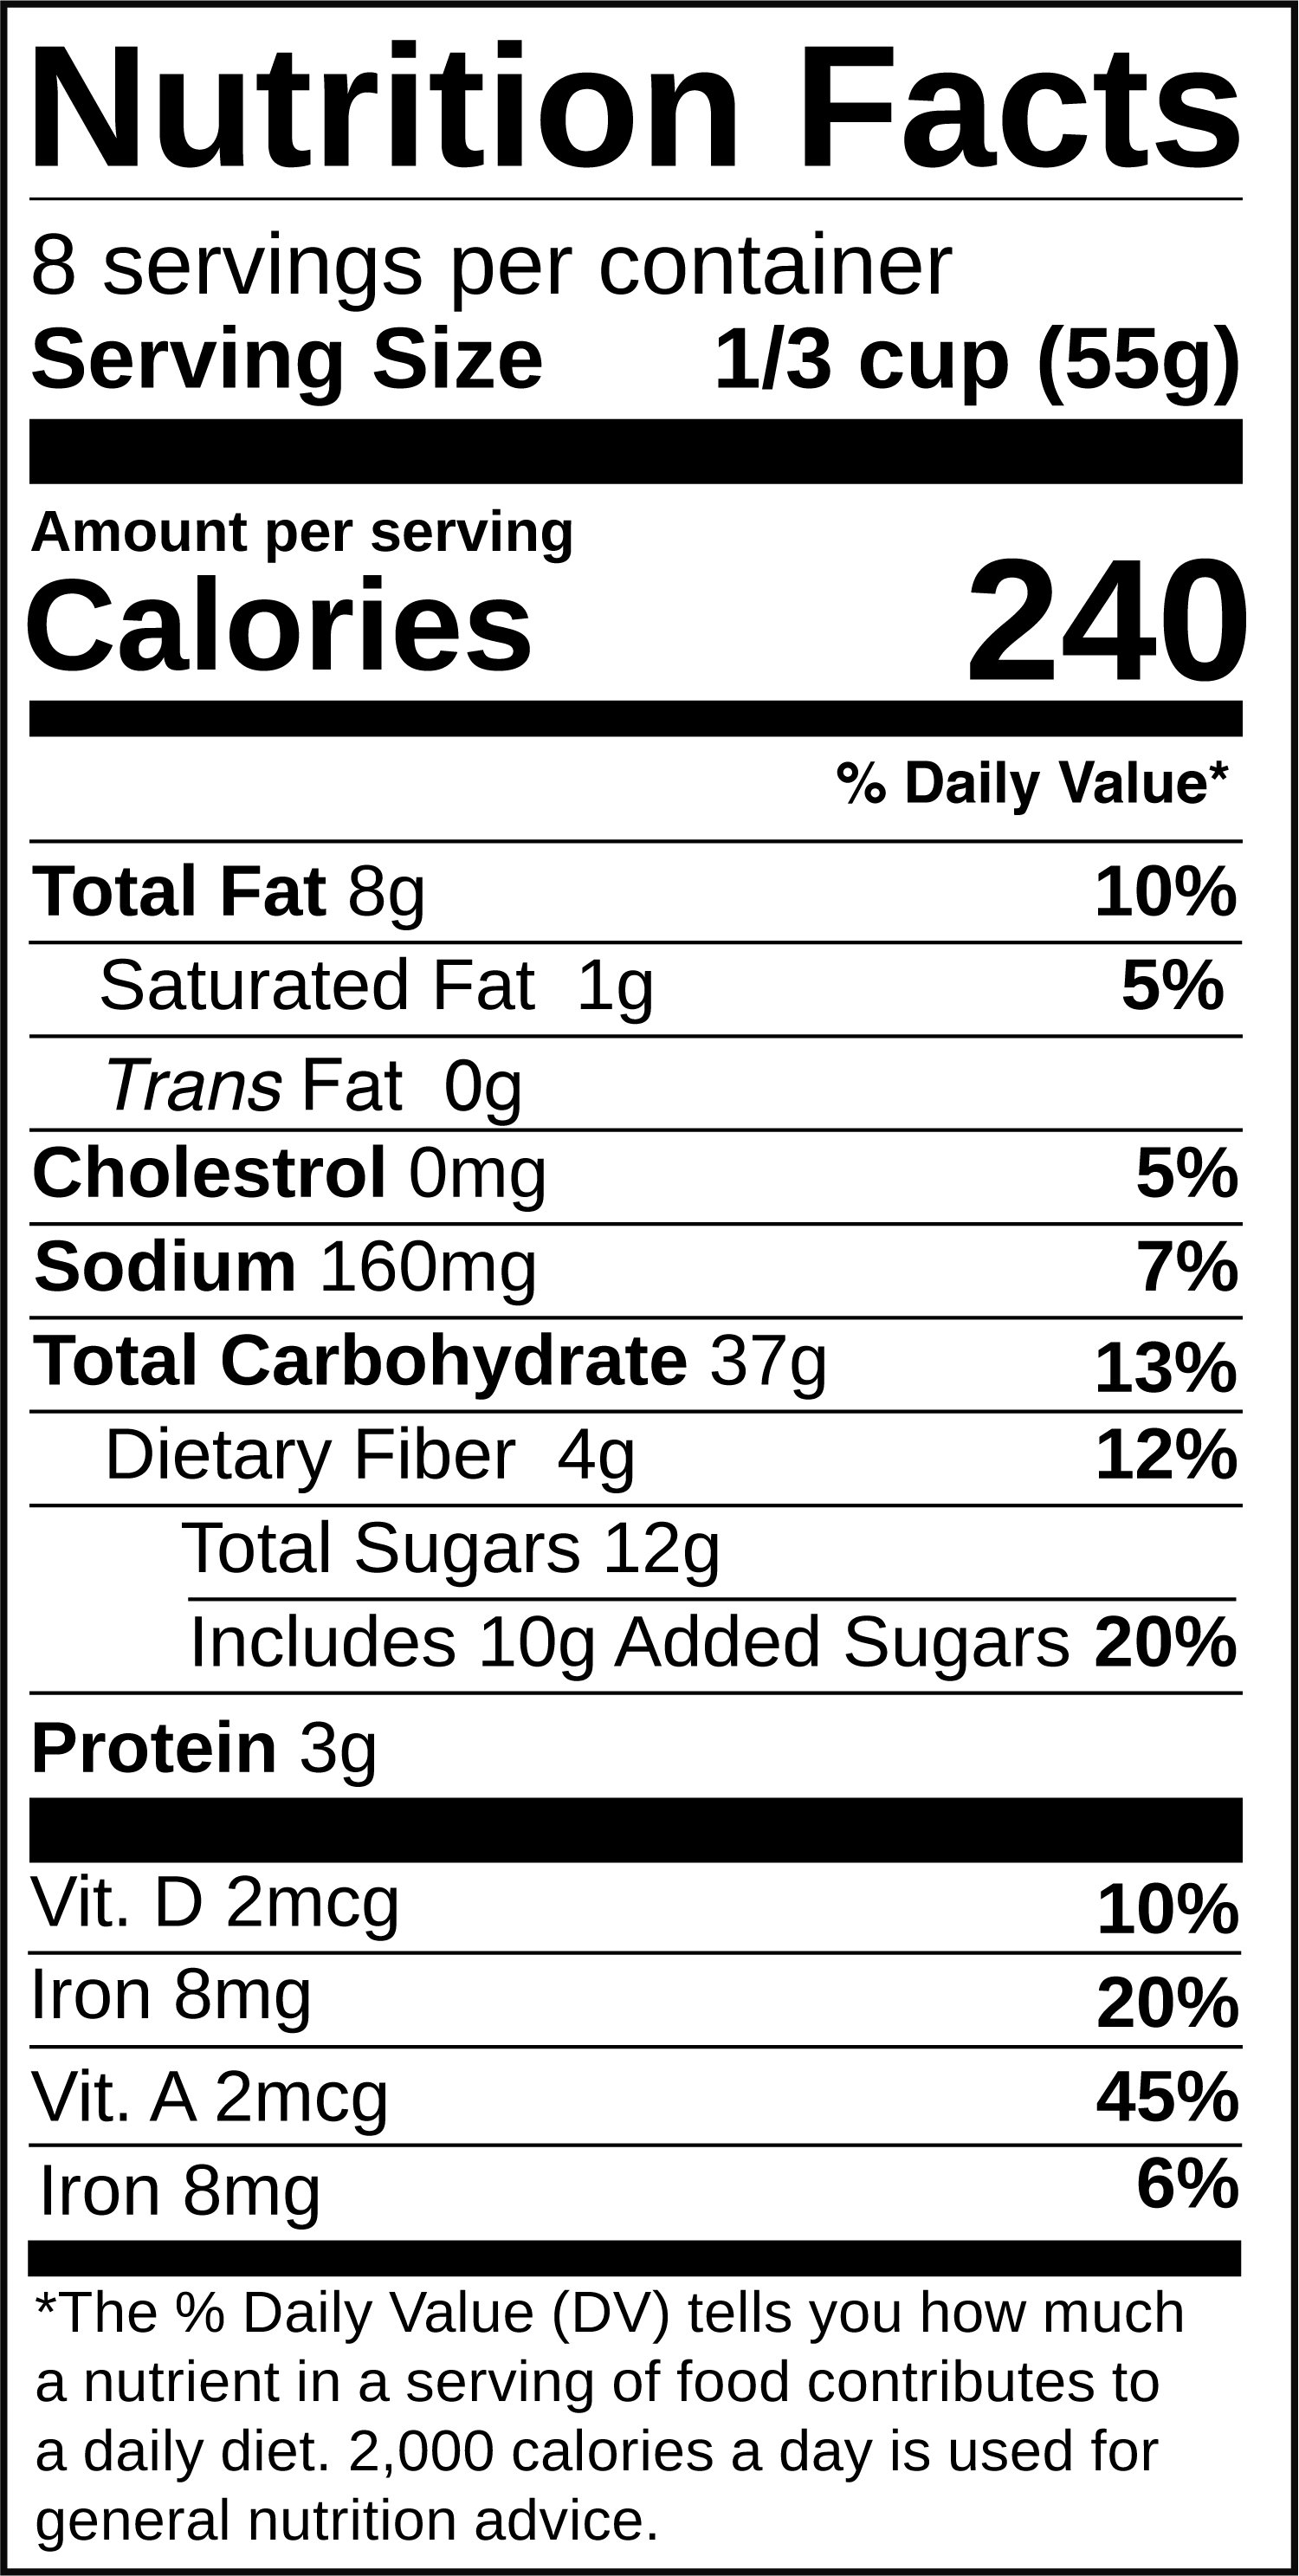 Nutrition Facts
8 servings per container
Serving Size 1/3 cup (55g)
Amount per serving
Calories 240
% Daily Value*
Total Fat 8g 10%
Saturated Fat 1g 5%
Trans Fat 0g
Cholestrol 0mg 5%
Sodium 160mg 7%
Total Carbohydrate 37g 13%
Dietary Fiber 4g 12%
Total Sugars 12g
Includes 10g Added Sugars 20%
Protein 3g
Vit. D 2mcg 10%
Iron 8mg 20%
Vit. A 2mcg 45%
Iron 8mg 6%
*The % Daily Value (DV) tells you how much
a nutrient in a serving of food contributes to
a daily diet. 2,000 calories a day is used for
general nutrition advice.